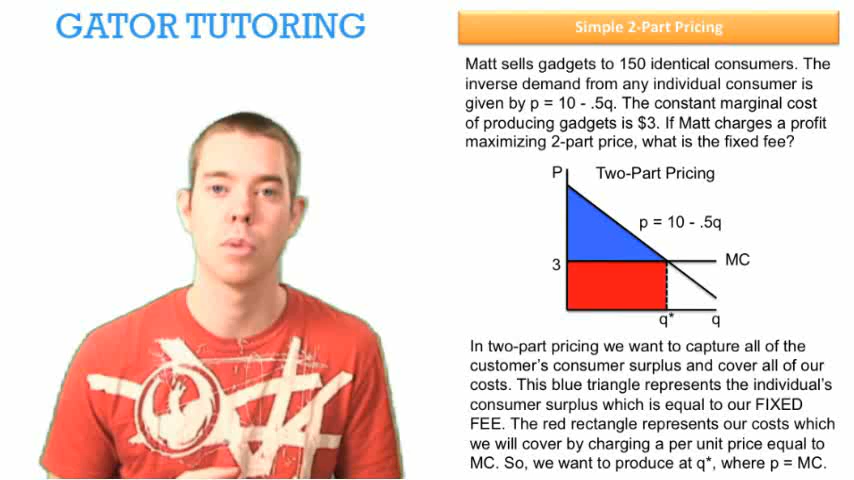 GATOR TUTORING
Simple 2-Part Pricing
Matt sells gadgets to 150 identical consumers. The
inverse demand from any individual consumer is
given by p = 10 - .5q. The constant marginal cost
of producing gadgets is $3. If Matt charges a profit
maximizing 2-part price, what is the fixed fee?
P
Two-Part Pricing
p = 10 - .5q
3
MC
q*
q
In two-part pricing we want to capture all of the
customer's consumer surplus and cover all of our
costs. This blue triangle represents the individual's
consumer surplus which is equal to our FIXED
FEE. The red rectangle represents our costs which
we will cover by charging a per unit price equal to
MC. So, we want to produce at q*, where p = MC.